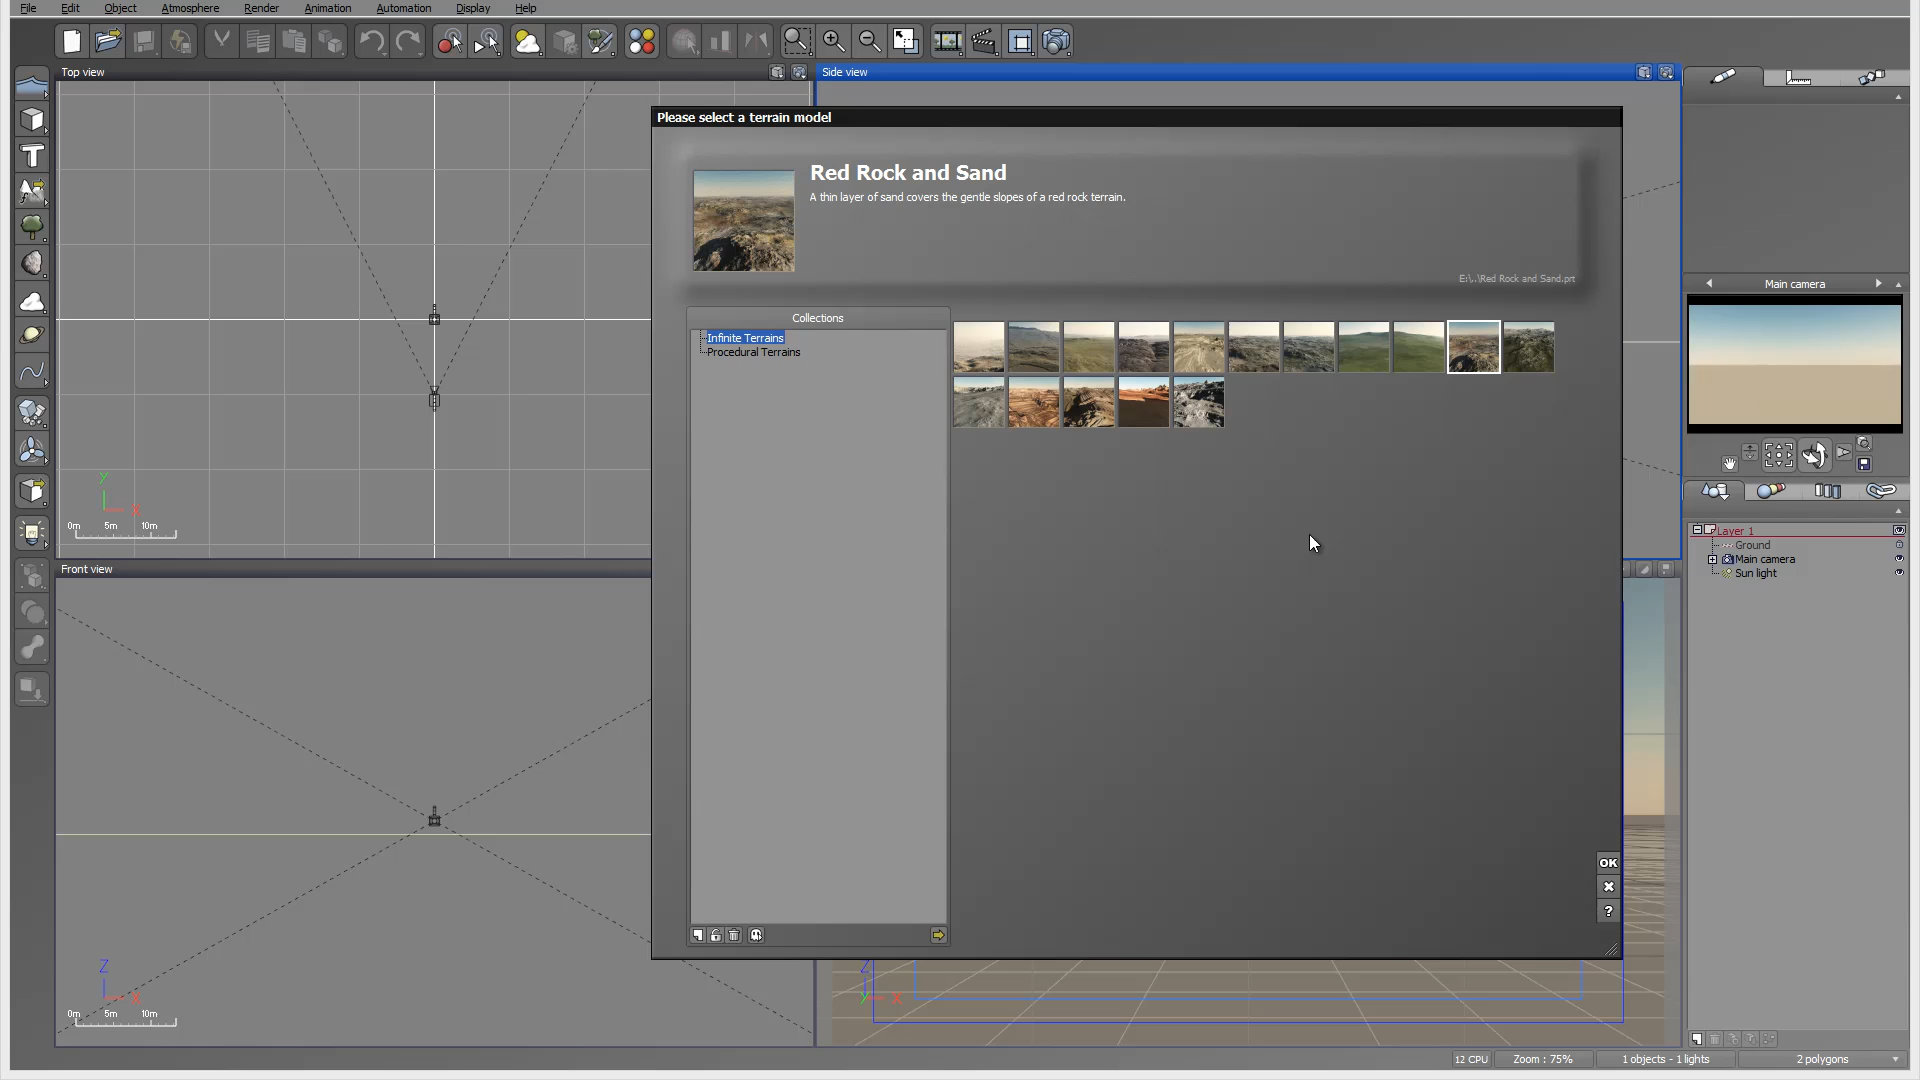 File Edit Object Atmosphere Render Animation Automation Display Help
Top view
Side view
Please select a terrain model
Red Rock and Sand
A thin layer of sand covers the gentle slopes of a red rock terrain.
E:\..\Red Rock and Sand.prt
Main camera
Collections
Infinite Terrains
Procedural Terrains
Y
X
0m 5m 10m
Layer 1
Ground
Main camera
Sun light
Front view
OK
?
Z
X
0m 5m 10m
Z
Y X
12 CPU Zoom : 75% 1 objects - 1 lights 2 polygons